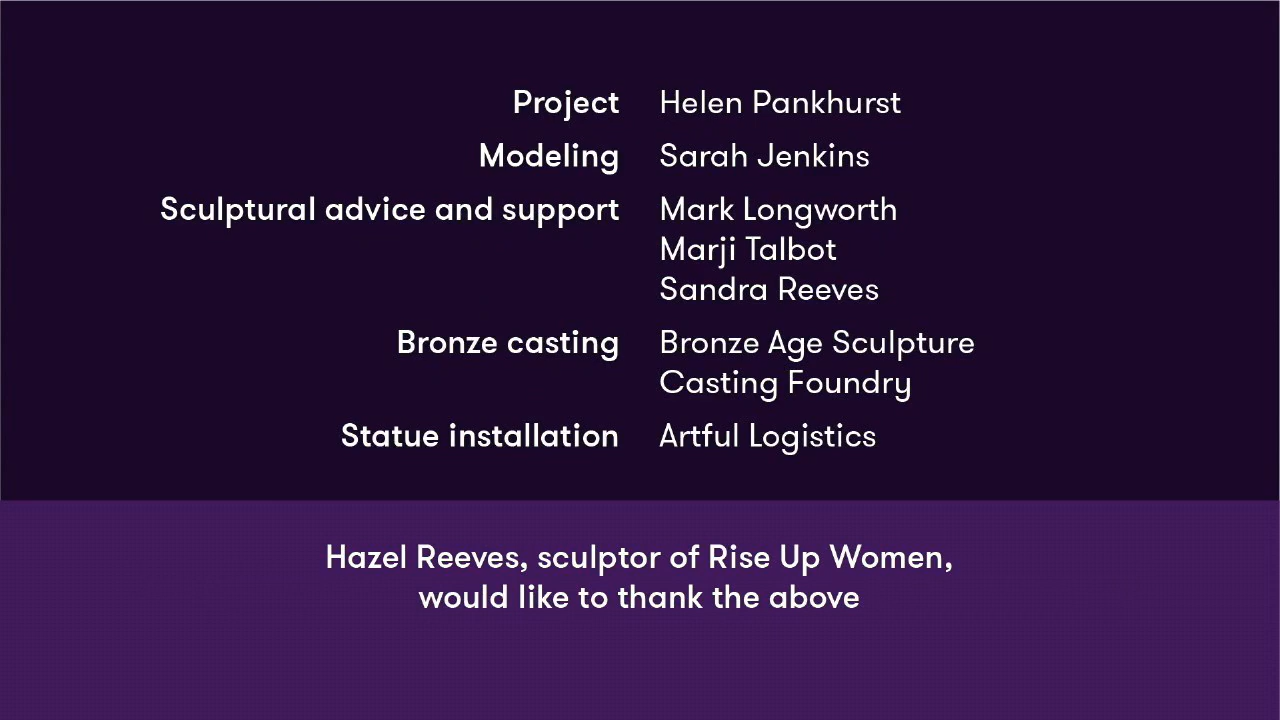 Project Helen Pankhurst
Modeling Sarah Jenkins
Sculptural advice and support Mark Longworth
Marji Talbot
Sandra Reeves
Bronze casting Bronze Age Sculpture
Casting Foundry
Statue installation Artful Logistics
Hazel Reeves, sculptor of Rise Up Women,
would like to thank the above